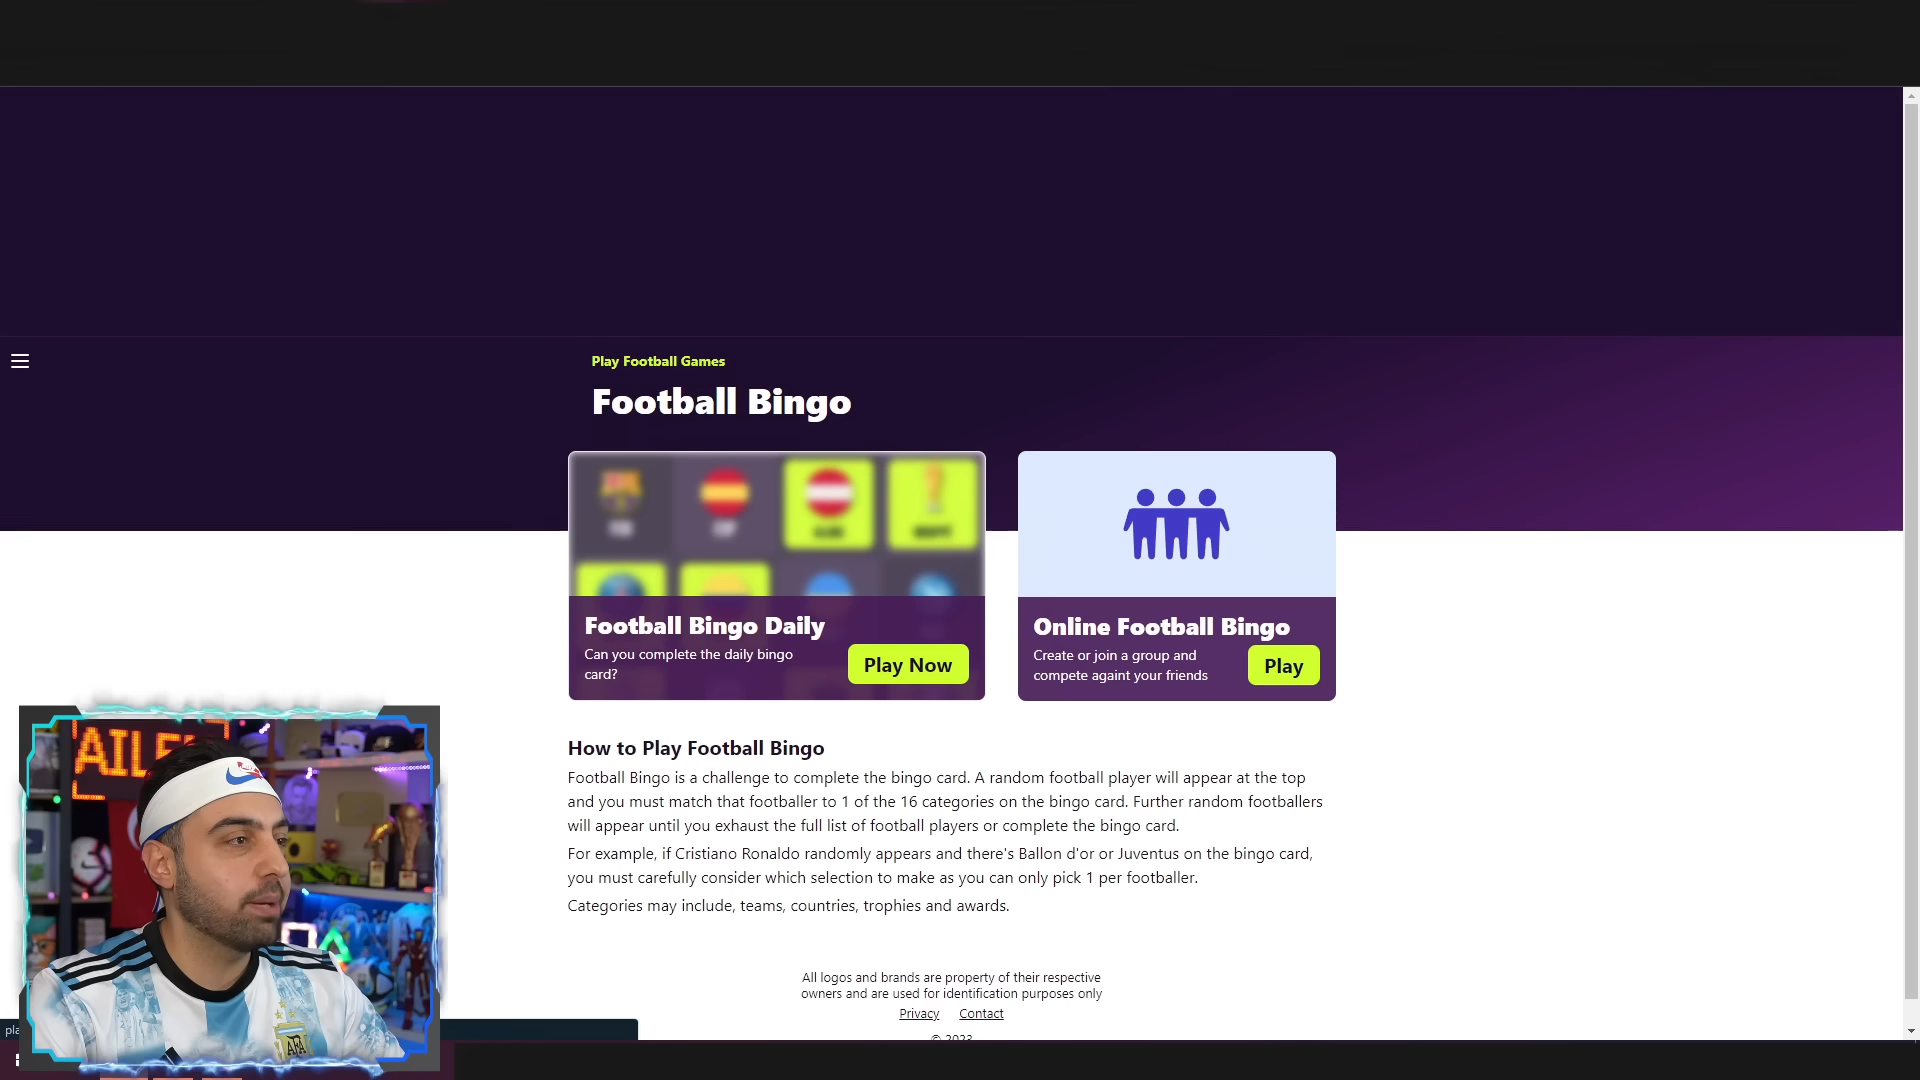 Play Football Games
Football Bingo
Football Bingo Daily
Can you complete the daily bingo
card?
Play Now
Online Football Bingo
Create or join a group and
compete againt your friends
Play
How to Play Football Bingo
Football Bingo is a challenge to complete the bingo card. A random football player will appear at the top
and you must match that footballer to 1 of the 16 categories on the bingo card. Further random footballers
will appear until you exhaust the full list of football players or complete the bingo card.
For example, if Cristiano Ronaldo randomly appears and there's Ballon d'or or Juventus on the bingo card,
you must carefully consider which selection to make as you can only pick 1 per footballer.
Categories may include, teams, countries, trophies and awards.
All logos and brands are property of their respective
owners and are used for identification purposes only
Privacy Contact
© 2023
pla
AFA